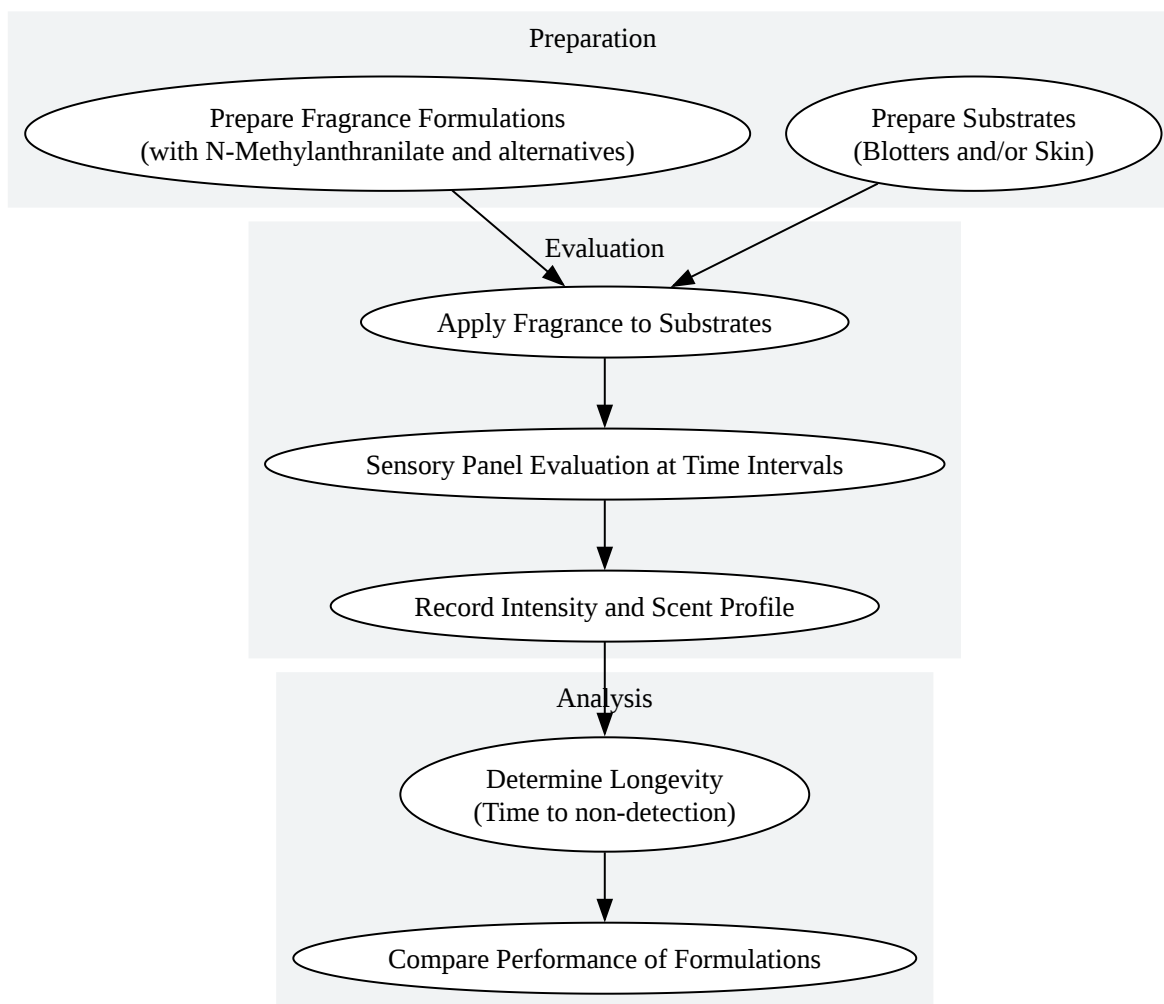 Preparation
Prepare Fragrance Formulations
(with N-Methylanthranilate and alternatives)
Prepare Substrates
(Blotters and/or Skin)
Evaluation
Apply Fragrance to Substrates
Sensory Panel Evaluation at Time Intervals
Record Intensity and Scent Profile
Analysis
Determine Longevity
(Time to non-detection)
Compare Performance of Formulations